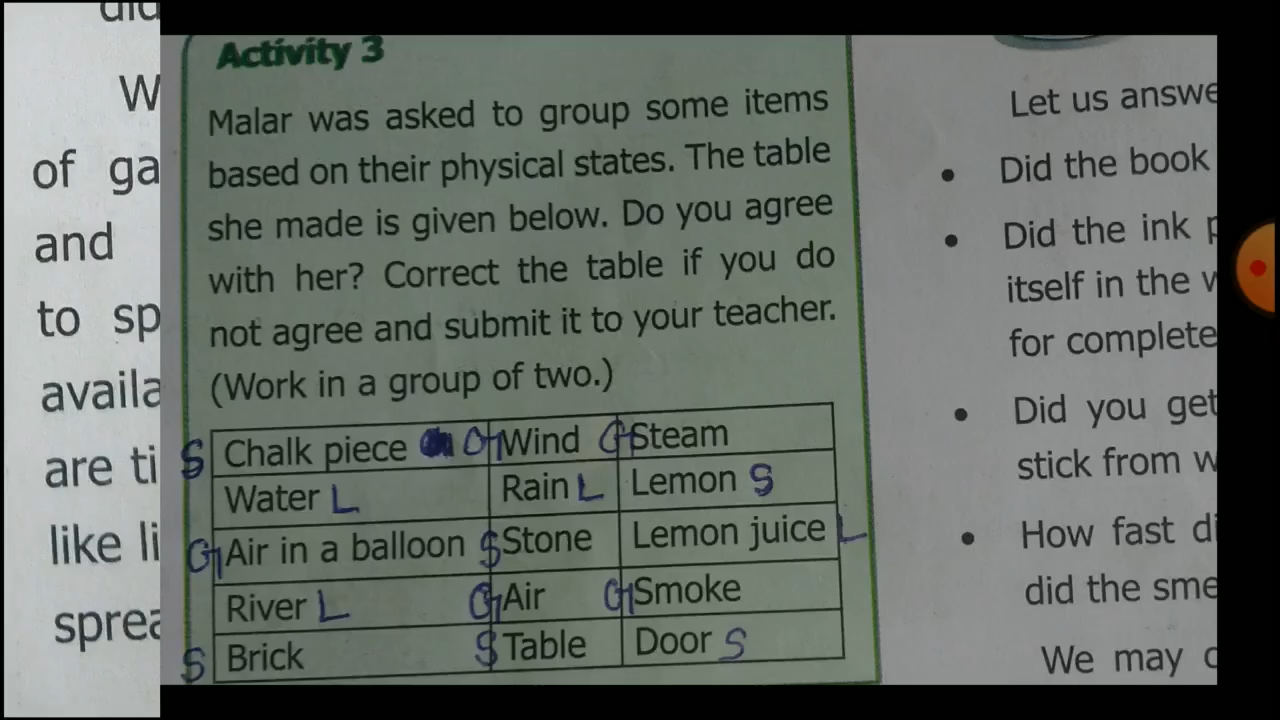 W
of ga
and
to sp
availa
are ti
like li
sprea
Activity 3
Malar was asked to group some items
based on their physical states. The table
she made is given below. Do you agree
with her? Correct the table if you do
not agree and submit it to your teacher.
(Work in a group of two.)
S Chalk piece G Wind G Steam
Water L Rain L Lemon S
G Air in a balloon S Stone Lemon juice L
River L G Air G Smoke
S Brick S Table Door S
Let us answe
• Did the book
• Did the ink p
itself in the w
for complete
• Did you get
stick from w
• How fast di
did the sme
We may